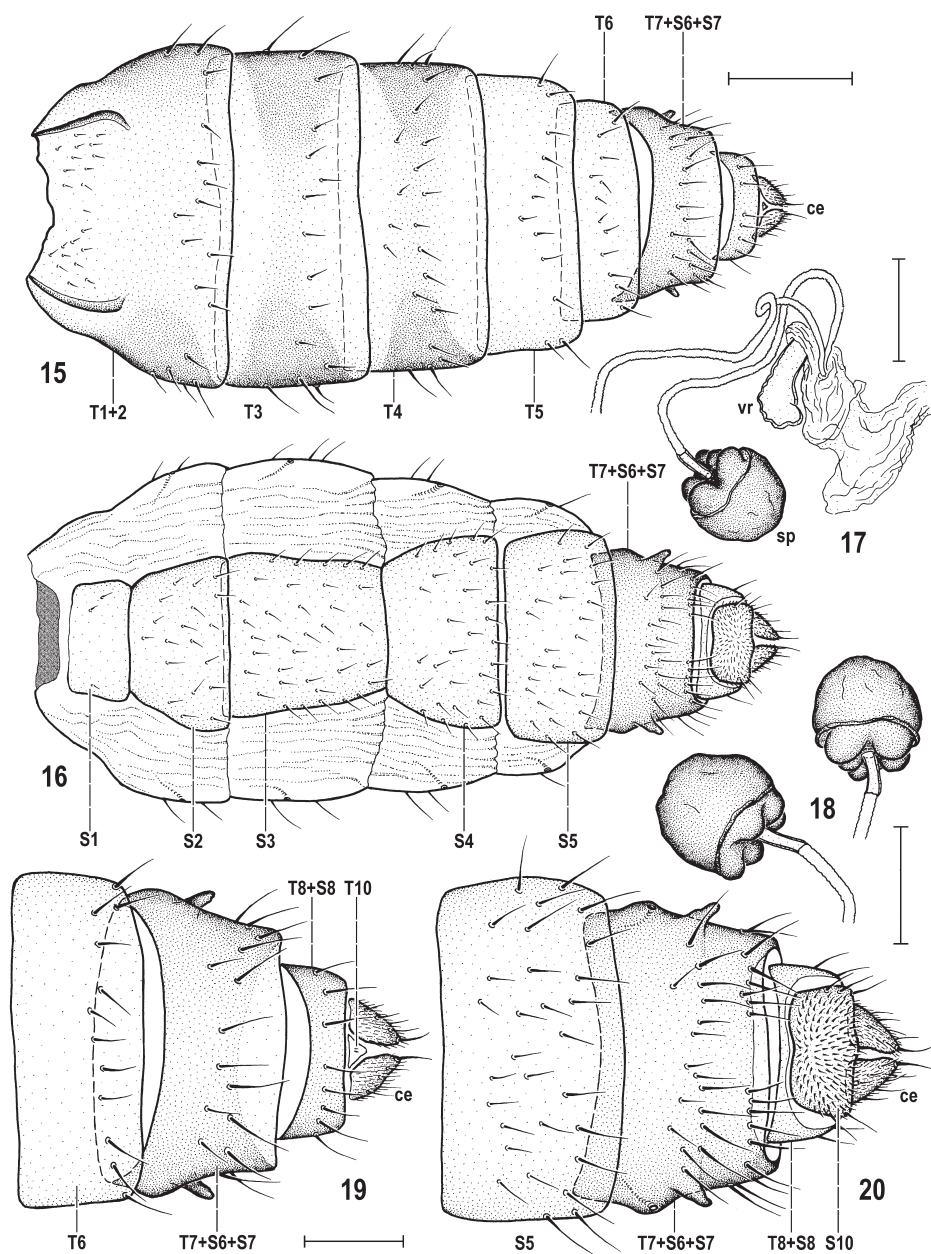 T6 T7+S6+S7
ce
15
T1+2 T3 T4 T5
vr
sp 17
T7+S6+S7
16
18
S1 S2 S3 S4 S5
T8+S8 T10
ce
ce
19
20
T6 T7+S6+S7 S5 T7+S6+S7 T8+S8 S10